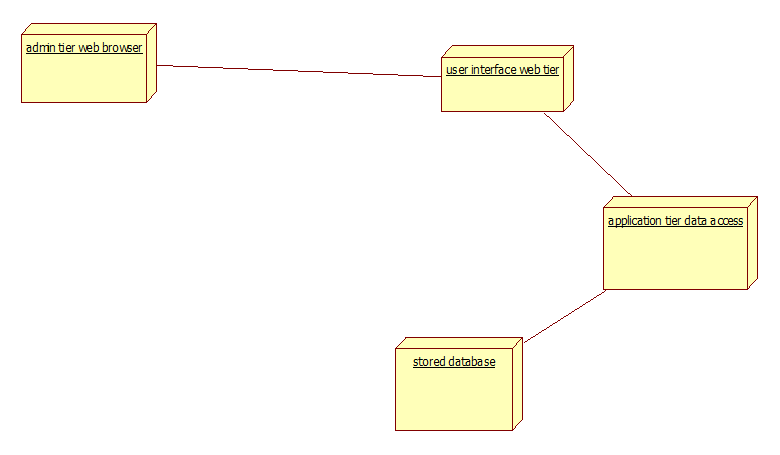 admin tier web browser
user interface web tier
application tier data access
stored database